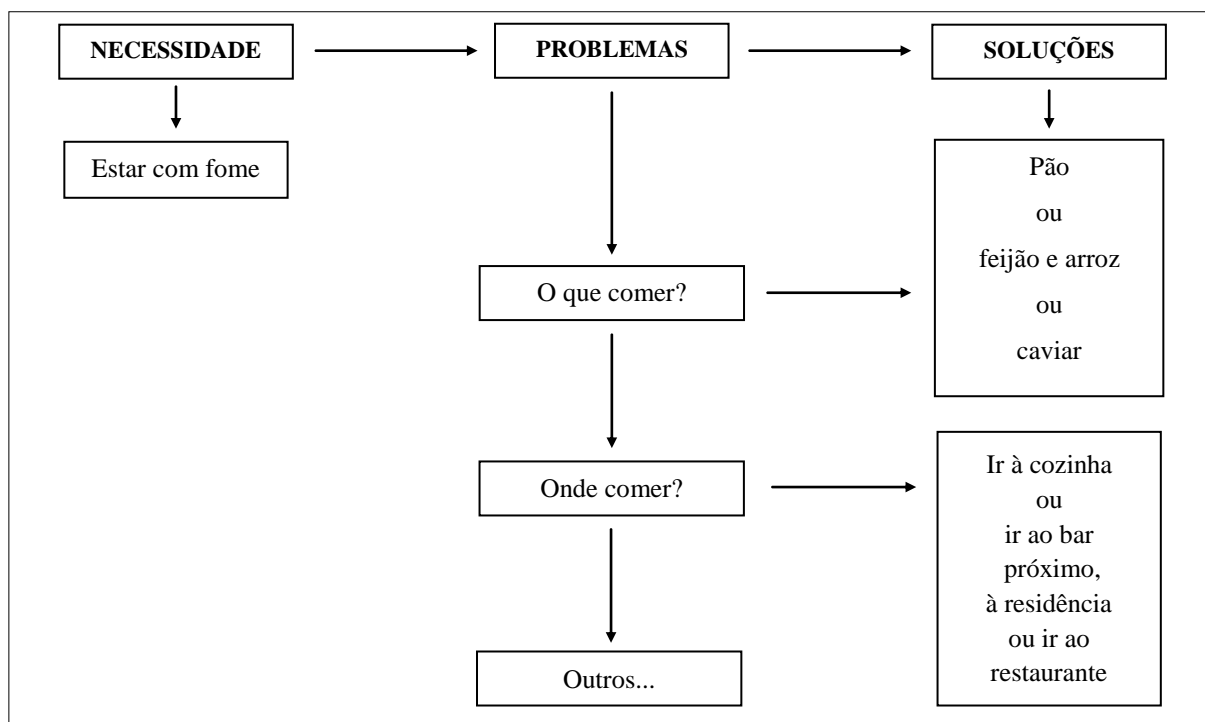 NECESSIDADE
PROBLEMAS
SOLUÇÕES
Estar com fome
Pão
ou
feijão e arroz
ou
caviar
O que comer?
Onde comer?
Ir à cozinha
ou
ir ao bar
próximo,
à residência
ou ir ao
restaurante
Outros...